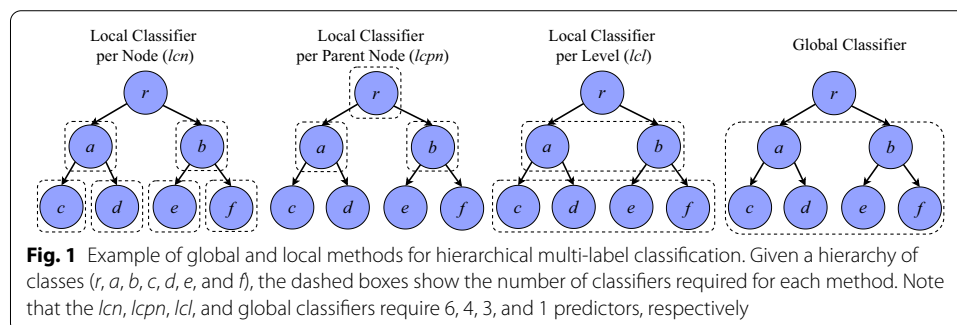 Local Classifier
per Node (lcn)
Local Classifier
per Parent Node (lcpn)
Local Classifier
per Level (lcl)
Global Classifier
r
a
b
c
d
e
f
r
a
b
c
d
e
f
r
a
b
c
d
e
f
r
a
b
c
d
e
f
Fig. 1 Example of global and local methods for hierarchical multi-label classification. Given a hierarchy of
classes (r, a, b, c, d, e, and f), the dashed boxes show the number of classifiers required for each method. Note
that the lcn, lcpn, lcl, and global classifiers require 6, 4, 3, and 1 predictors, respectively